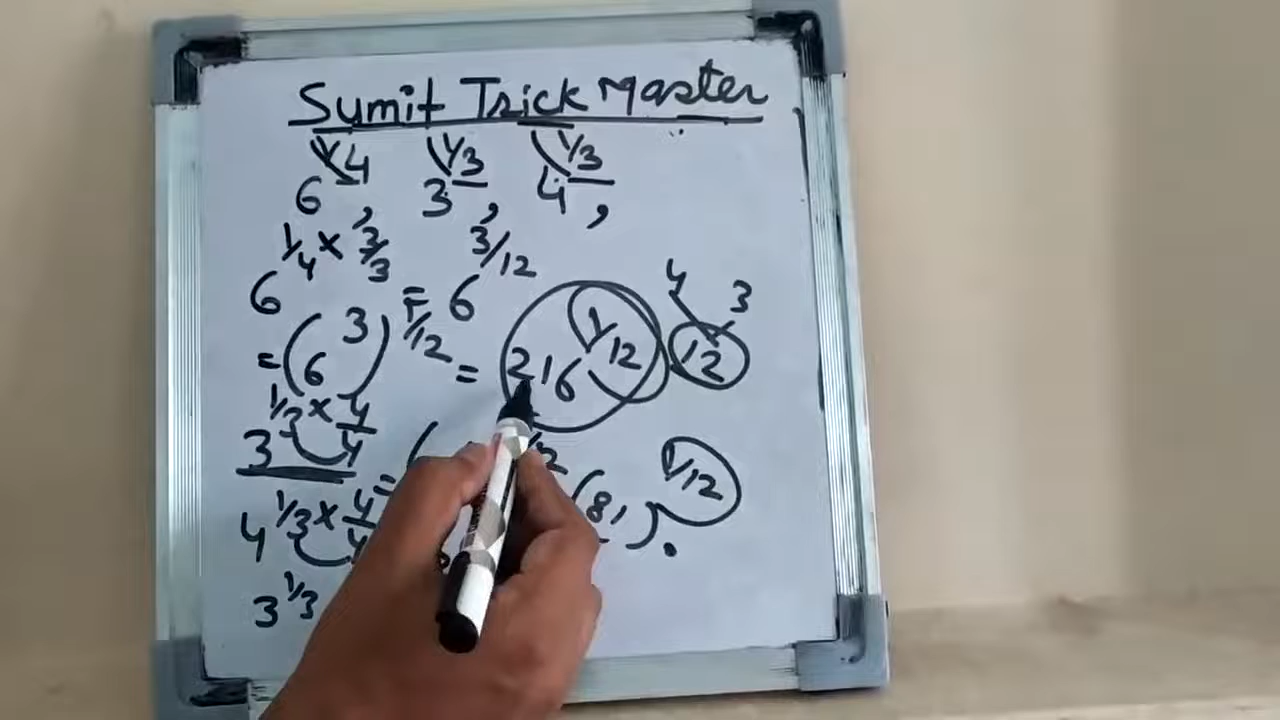 Sumit Trick Master
6^1/4, 3^1/3, 4^1/3,
6^1/4 × 3/3 = 6^3/12
= (6^3)^1/12 = 216^1/12
4 3
12
3^1/3 × 4/4 = (
(81)^1/12
4^1/3 × 4/4
3^1/3